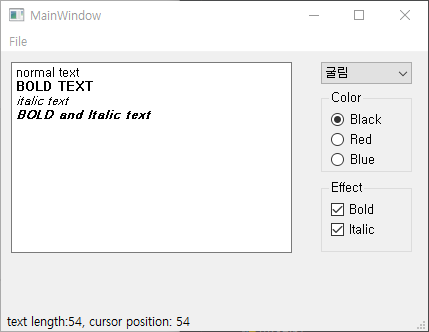 MainWindow
File
normal text
BOLD TEXT
italic text
BOLD and Italic text
굴림
Color
Black
Red
Blue
Effect
Bold
Italic
text length:54, cursor position: 54